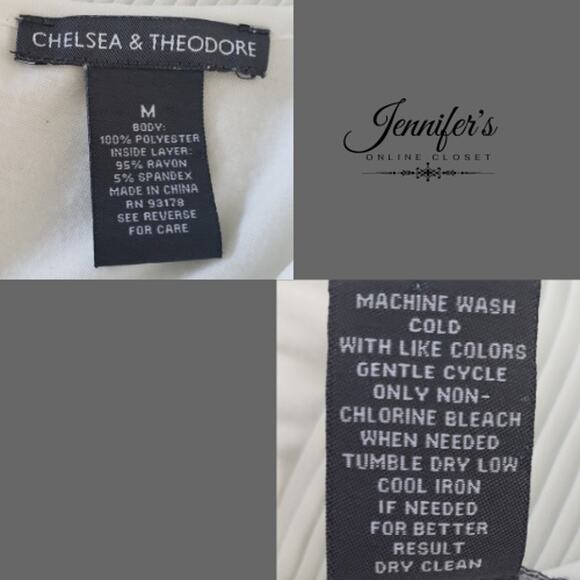 CHELSEA & THEODORE
M
BODY:
100% POLYESTER
INSIDE LAYER:
95% RAYON
5% SPANDEX
MADE IN CHINA
RN 93178
SEE REVERSE
FOR CARE
Jennifer's
ONLINE CLOSET
MACHINE WASH
COLD
WITH LIKE COLORS
GENTLE CYCLE
ONLY NON-
CHLORINE BLEACH
WHEN NEEDED
TUMBLE DRY LOW
COOL IRON
IF NEEDED
FOR BETTER
RESULT
DRY CLEAN